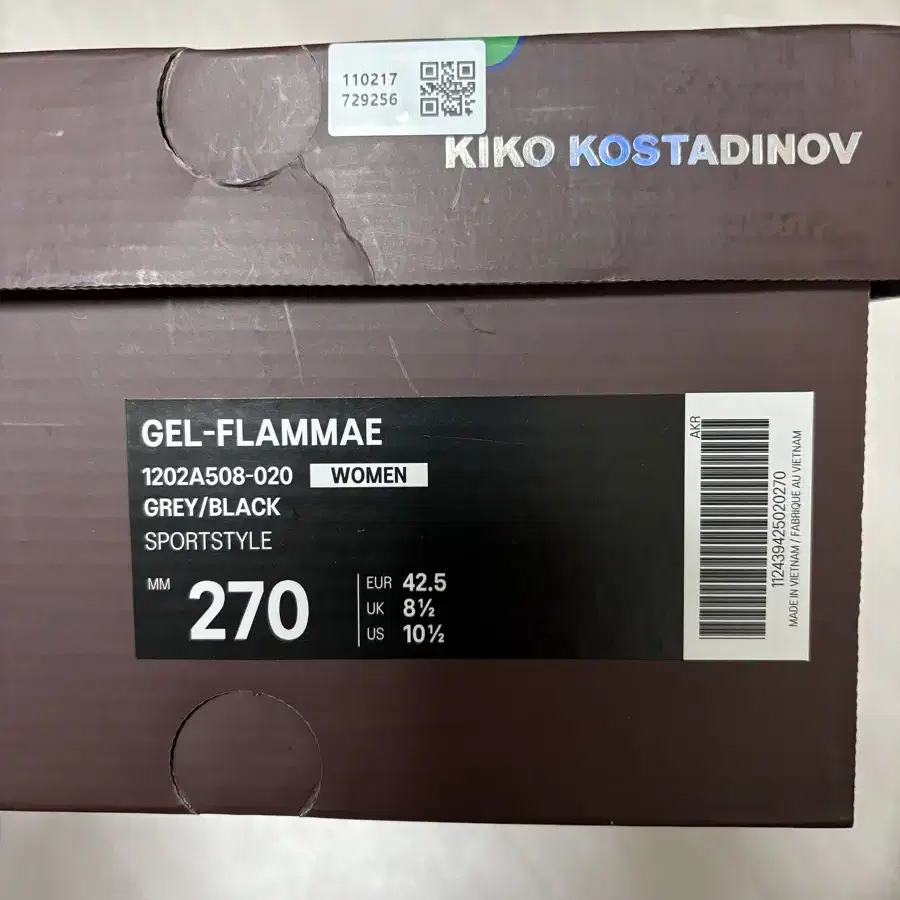 110217
729256
KIKO KOSTADINOV
GEL-FLAMMAE
1202A508-020 WOMEN
GREY/BLACK
SPORTSTYLE
MM 270
EUR 42.5
UK 8½
US 10½
AKR
112439425020270
MADE IN VIETNAM / FABRIQUE AU VIETNAM